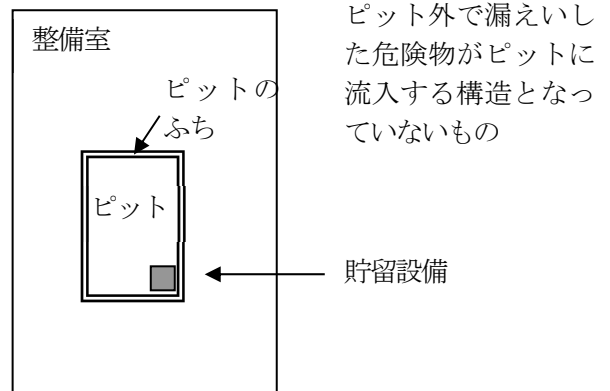 整備室
ピットの
ふち
ピット
ピット外で漏えいし
た危険物がピットに
流入する構造となっ
ていないもの
貯留設備